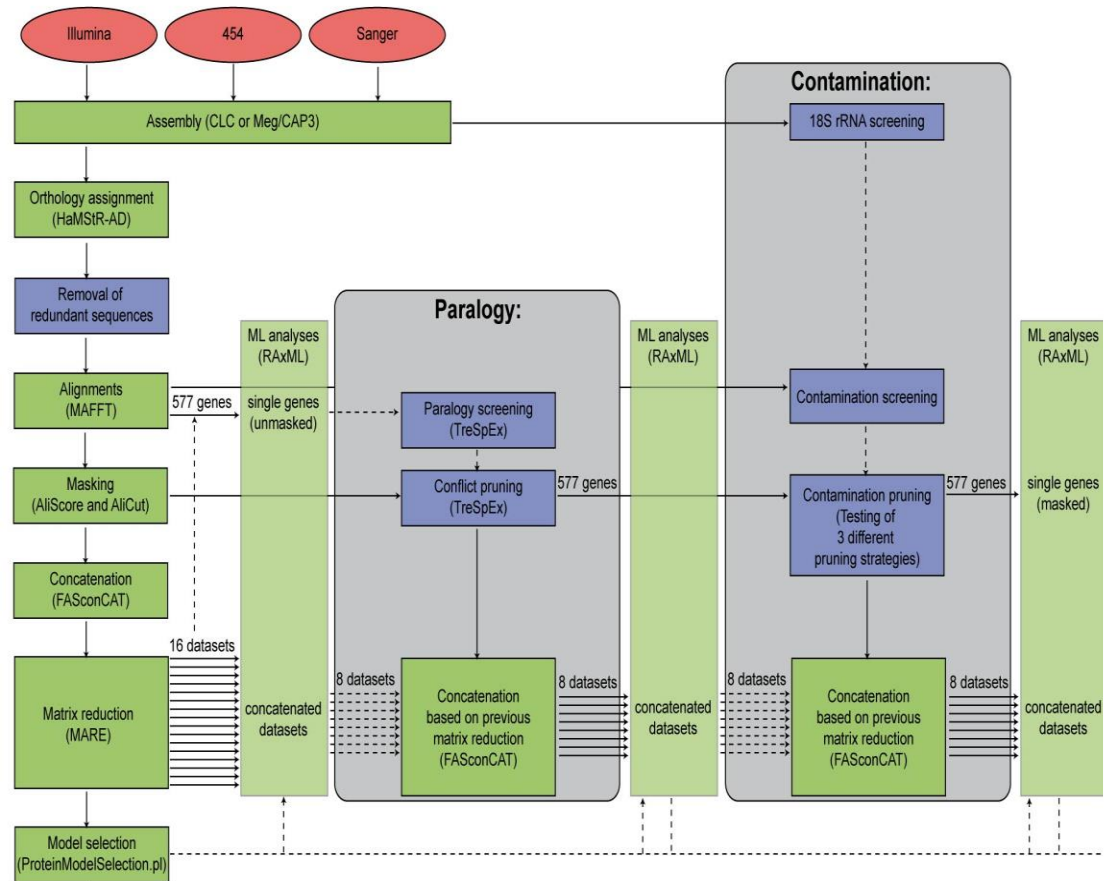 Illumina
454
Sanger
Assembly (CLC or Meg/CAP3)
Orthology assignment
(HaMStR-AD)
Removal of
redundant sequences
Alignments
(MAFFT)
577 genes
Masking
(AliScore and AliCut)
Concatenation
(FASconCAT)
16 datasets
Matrix reduction
(MARE)
Model selection
(ProteinModelSelection.pl)
ML analyses
(RAxML)
single genes
(unmasked)
concatenated
datasets
Paralogy:
Paralogy screening
(TreSpEx)
Conflict pruning
(TreSpEx)
577 genes
8 datasets
Concatenation
based on previous
matrix reduction
(FASconCAT)
8 datasets
ML analyses
(RAxML)
concatenated
datasets
Contamination:
18S rRNA screening
Contamination screening
Contamination pruning
(Testing of
3 different
pruning strategies)
577 genes
8 datasets
Concatenation
based on previous
matrix reduction
(FASconCAT)
8 datasets
ML analyses
(RAxML)
single genes
(masked)
concatenated
datasets